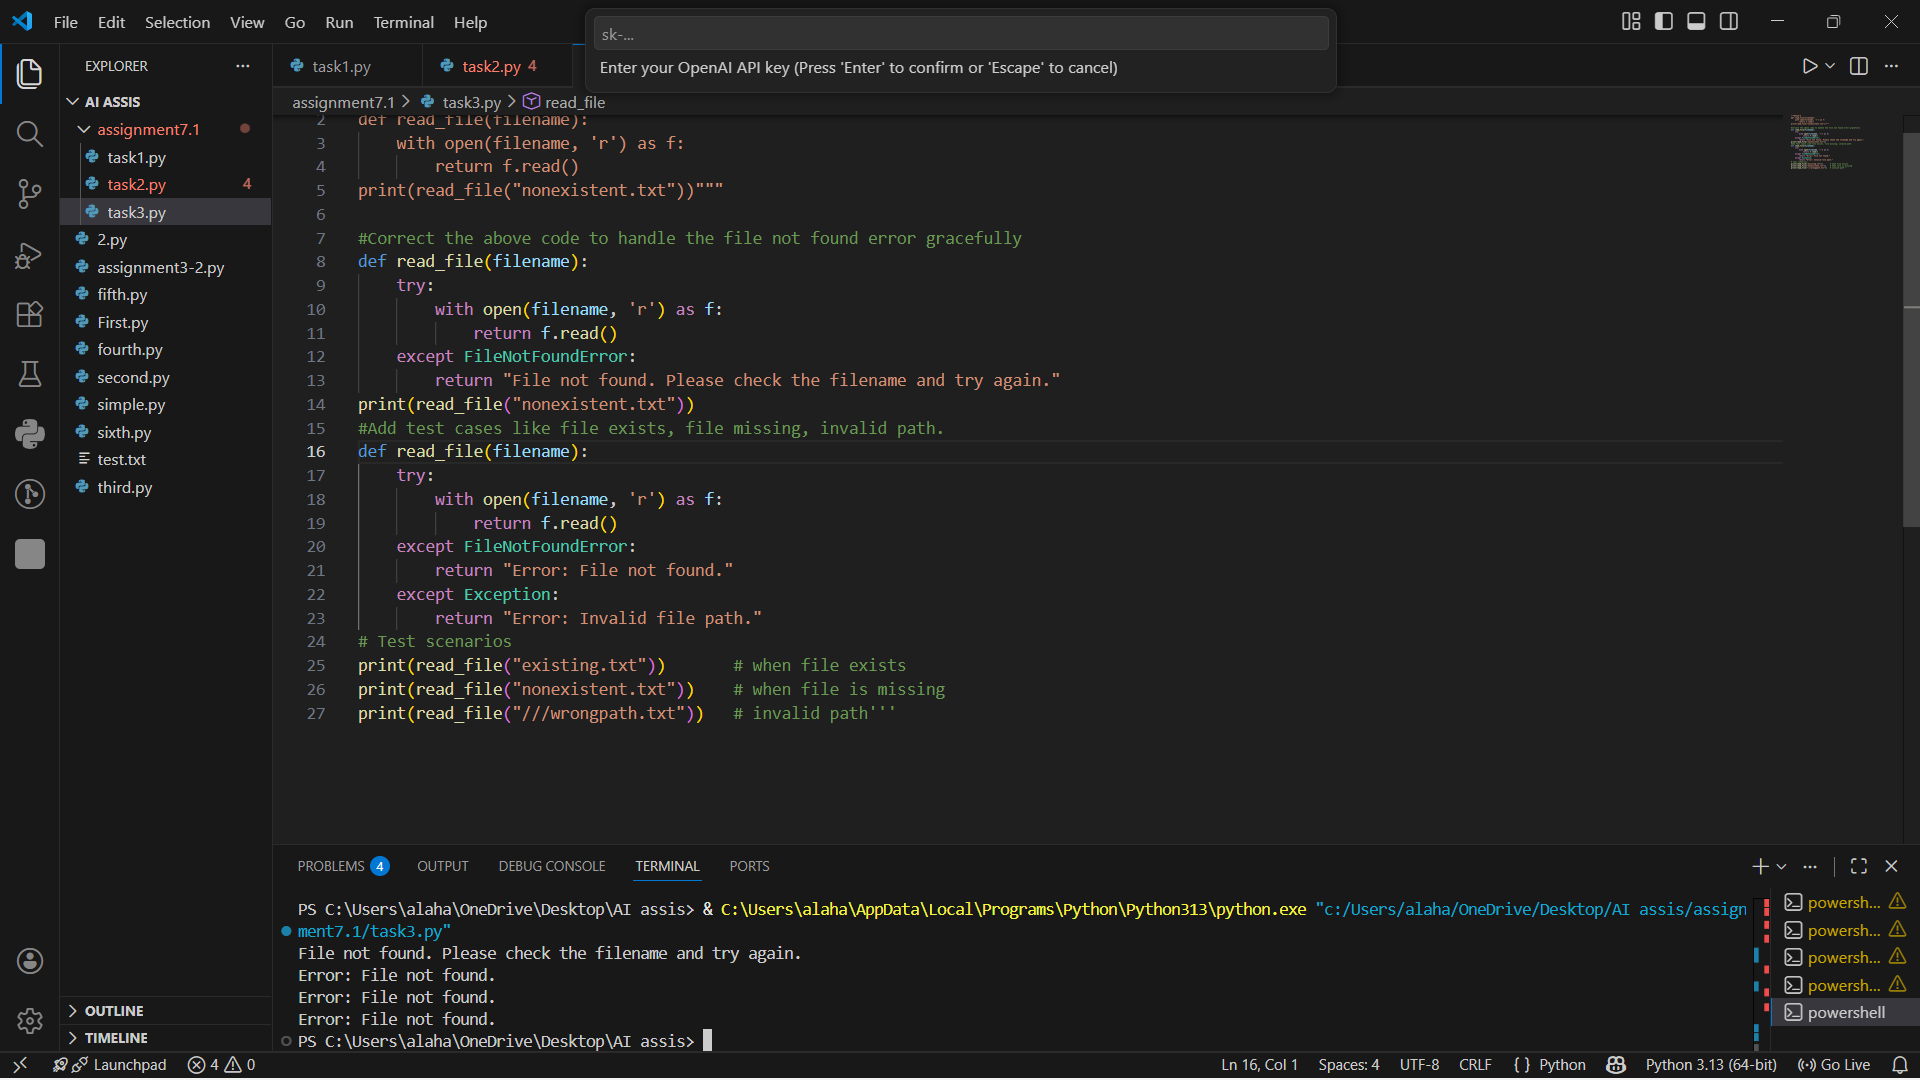 File Edit Selection View Go Run Terminal Help
sk-...
Enter your OpenAI API key (Press 'Enter' to confirm or 'Escape' to cancel)
EXPLORER
task1.py
task2.py 4
AI ASSIS
assignment7.1 > task3.py > read_file
assignment7.1
task1.py
task2.py 4
task3.py
2.py
assignment3-2.py
fifth.py
First.py
fourth.py
second.py
simple.py
sixth.py
test.txt
third.py
OUTLINE
TIMELINE
2 def read_file(filename):
3 with open(filename, 'r') as f:
4 return f.read()
5 print(read_file("nonexistent.txt"))"""
6
7 #Correct the above code to handle the file not found error gracefully
8 def read_file(filename):
9 try:
10 with open(filename, 'r') as f:
11 return f.read()
12 except FileNotFoundError:
13 return "File not found. Please check the filename and try again."
14 print(read_file("nonexistent.txt"))
15 #Add test cases like file exists, file missing, invalid path.
16 def read_file(filename):
17 try:
18 with open(filename, 'r') as f:
19 return f.read()
20 except FileNotFoundError:
21 return "Error: File not found."
22 except Exception:
23 return "Error: Invalid file path."
24 # Test scenarios
25 print(read_file("existing.txt")) # when file exists
26 print(read_file("nonexistent.txt")) # when file is missing
27 print(read_file("///wrongpath.txt")) # invalid path'''
PROBLEMS 4 OUTPUT DEBUG CONSOLE TERMINAL PORTS
PS C:\Users\alaha\OneDrive\Desktop\AI assis> & C:\Users\alaha\AppData\Local\Programs\Python\Python313\python.exe "c:/Users/alaha/OneDrive/Desktop/AI assis/assign
ment7.1/task3.py"
File not found. Please check the filename and try again.
Error: File not found.
Error: File not found.
Error: File not found.
PS C:\Users\alaha\OneDrive\Desktop\AI assis>
powersh...
powersh...
powersh...
powersh...
powershell
Launchpad 4 0 Ln 16, Col 1 Spaces: 4 UTF-8 CRLF { } Python Python 3.13 (64-bit) Go Live